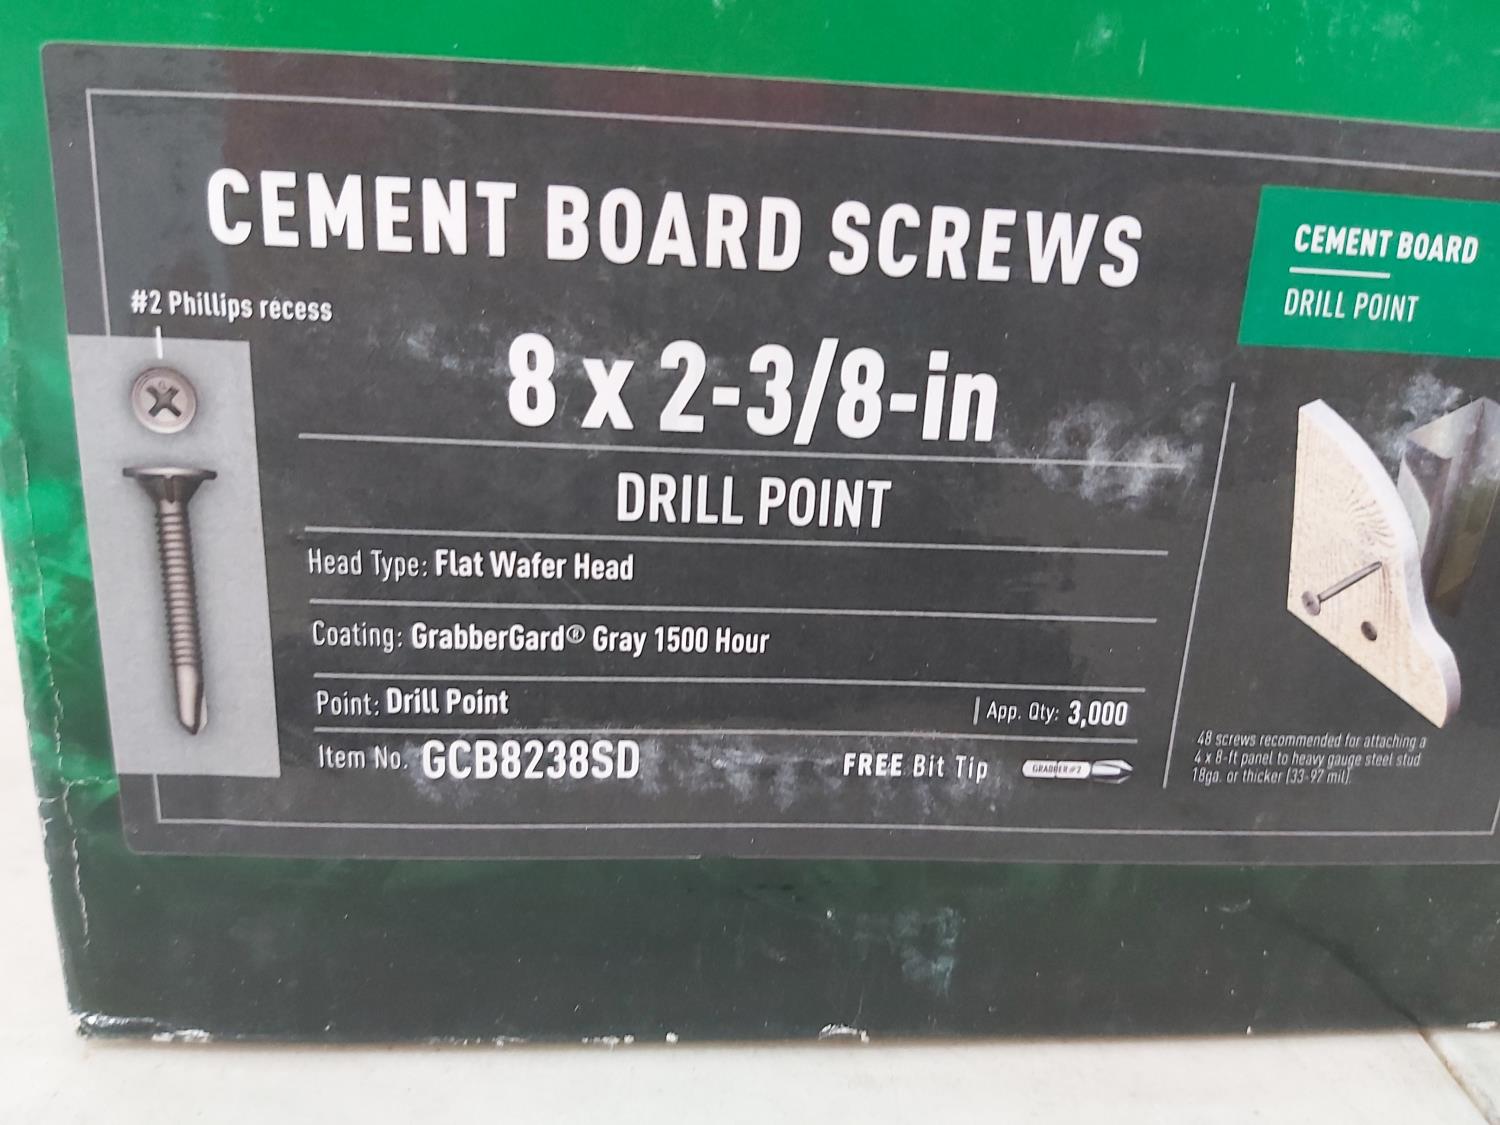 CEMENT BOARD SCREWS
CEMENT BOARD
DRILL POINT
#2 Phillips recess
8 x 2-3/8-in
DRILL POINT
Head Type: Flat Wafer Head
Coating: GrabberGard® Gray 1500 Hour
Point: Drill Point | App. Qty: 3,000
Item No. GCB8238SD FREE Bit Tip
GRABBER #2
48 screws recommended for attaching a
4 x 8-ft panel to heavy gauge steel stud
18ga. or thicker (33-97 mil).